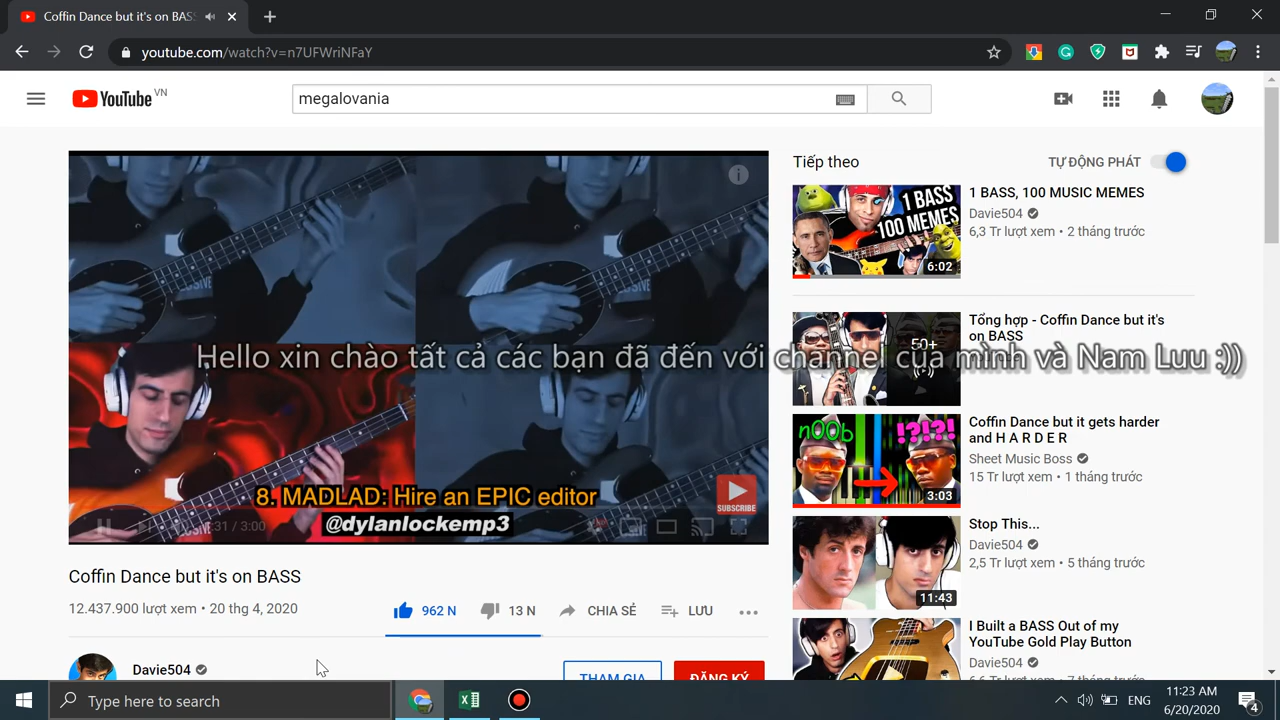 Coffin Dance but it's on BASS
youtube.com/watch?v=n7UFWriNFaY
YouTube VN
megalovania
Tiếp theo
TỰ ĐỘNG PHÁT
1 BASS
100 MEMES
6:02
1 BASS, 100 MUSIC MEMES
Davie504
6,3 Tr lượt xem • 2 tháng trước
50+
Tổng hợp - Coffin Dance but it's
on BASS
Hello xin chào tất cả các bạn đã đến với channel của mình và Nam Luu :))
n00b
!?!?!
3:03
Coffin Dance but it gets harder
and H A R D E R
Sheet Music Boss
15 Tr lượt xem • 1 tháng trước
8. MADLAD: Hire an EPIC editor
@dylanlockemp3
:31 / 3:00
SUBSCRIBE
11:43
Stop This...
Davie504
2,5 Tr lượt xem • 5 tháng trước
Coffin Dance but it's on BASS
12.437.900 lượt xem • 20 thg 4, 2020
962 N
13 N
CHIA SẺ
LƯU
I Built a BASS Out of my
YouTube Gold Play Button
Davie504
Davie504
THAM GIA
ĐĂNG KÝ
Type here to search
ENG
11:23 AM
6/20/2020
4